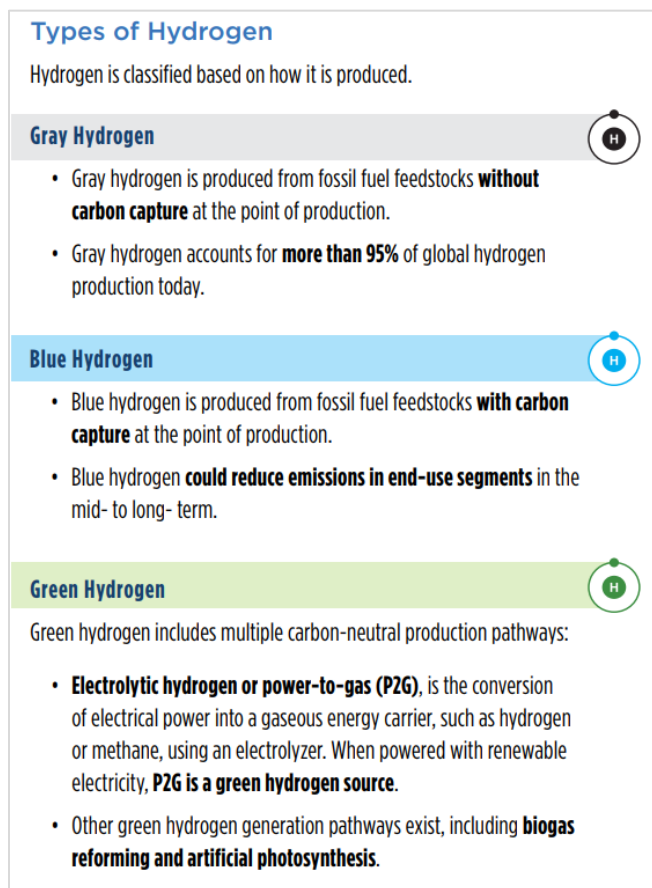 Types of Hydrogen
Hydrogen is classified based on how it is produced.
Gray Hydrogen
H
• Gray hydrogen is produced from fossil fuel feedstocks without
carbon capture at the point of production.
• Gray hydrogen accounts for more than 95% of global hydrogen
production today.
Blue Hydrogen
H
• Blue hydrogen is produced from fossil fuel feedstocks with carbon
capture at the point of production.
• Blue hydrogen could reduce emissions in end-use segments in the
mid- to long- term.
Green Hydrogen
H
Green hydrogen includes multiple carbon-neutral production pathways:
• Electrolytic hydrogen or power-to-gas (P2G), is the conversion
of electrical power into a gaseous energy carrier, such as hydrogen
or methane, using an electrolyzer. When powered with renewable
electricity, P2G is a green hydrogen source.
• Other green hydrogen generation pathways exist, including biogas
reforming and artificial photosynthesis.